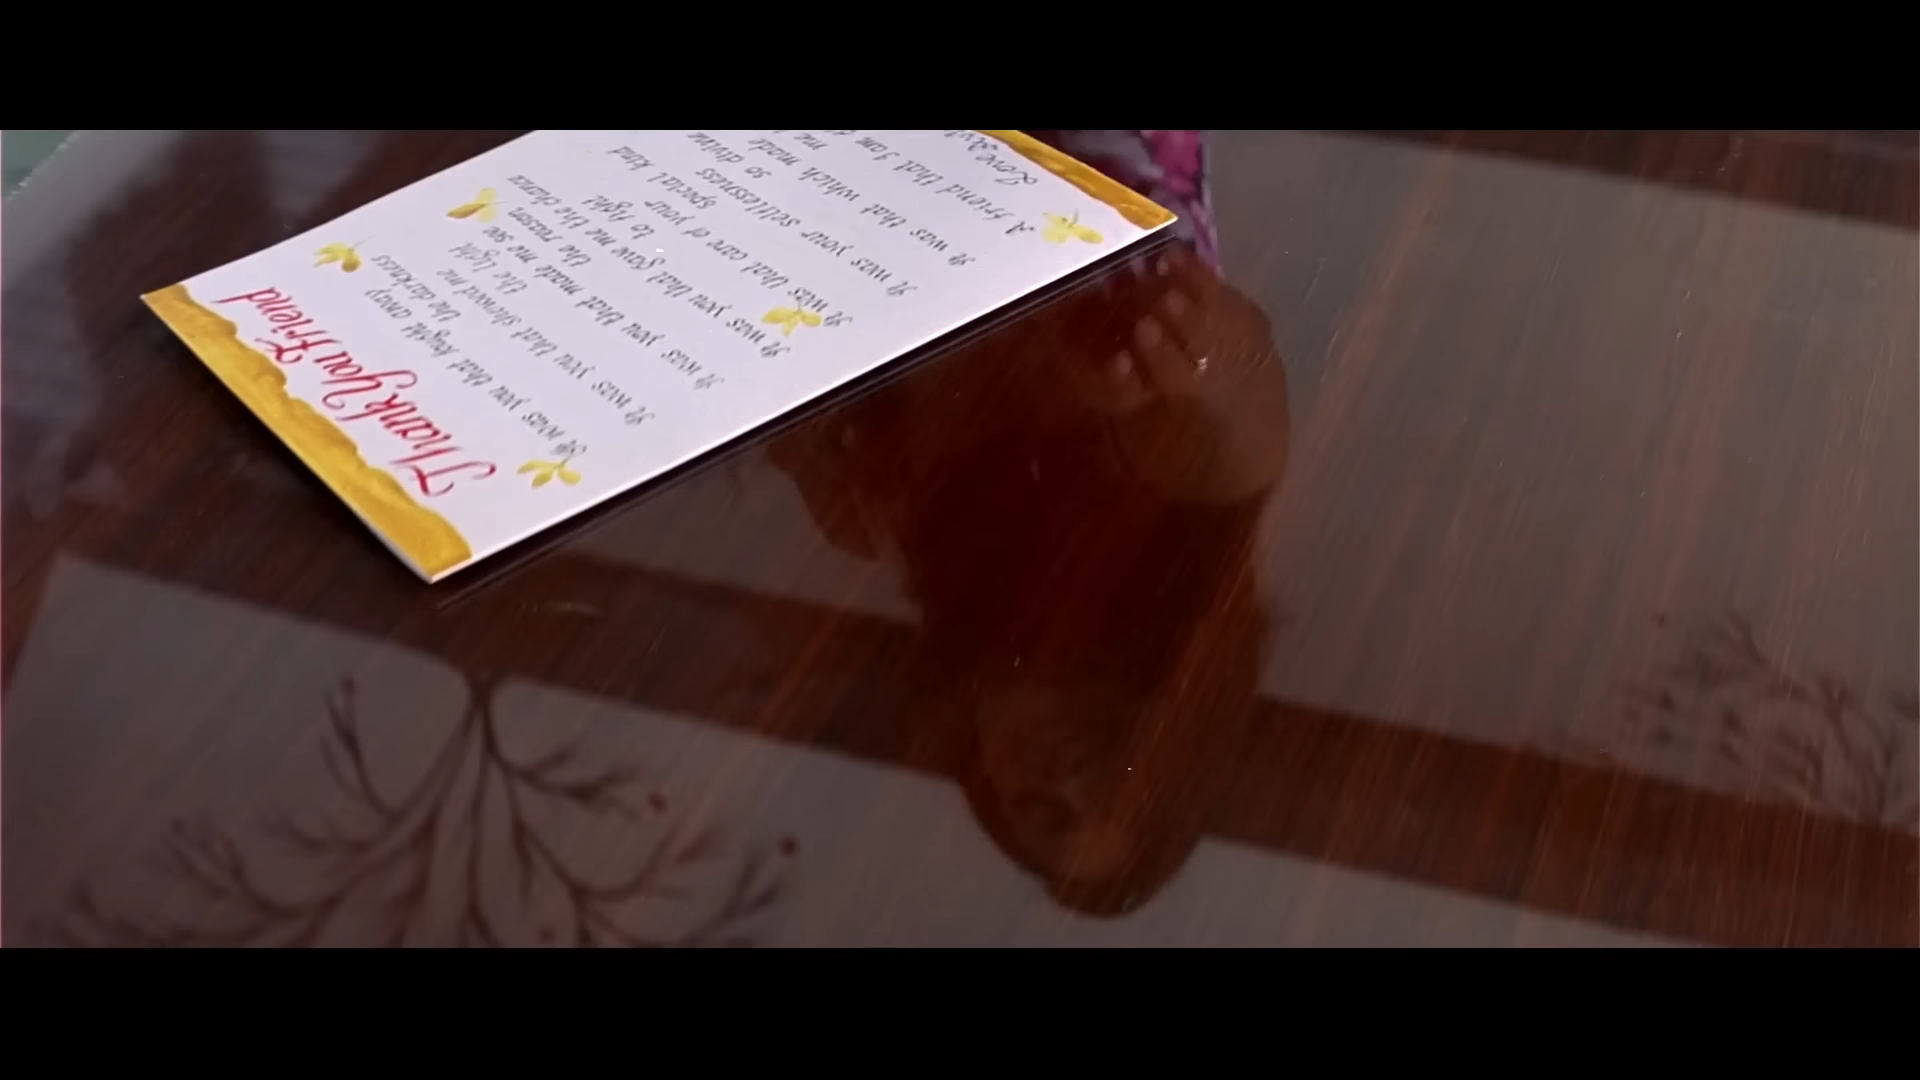 Thank You Friend
It was you that away
the darkness
It was you that showed me
the light
It was you that made me see
the reason
It was you that gave me the chance
to fight
It was that care of your special kind
It was your selflessness
so divine
It was that which made me
A friend that I am
Love